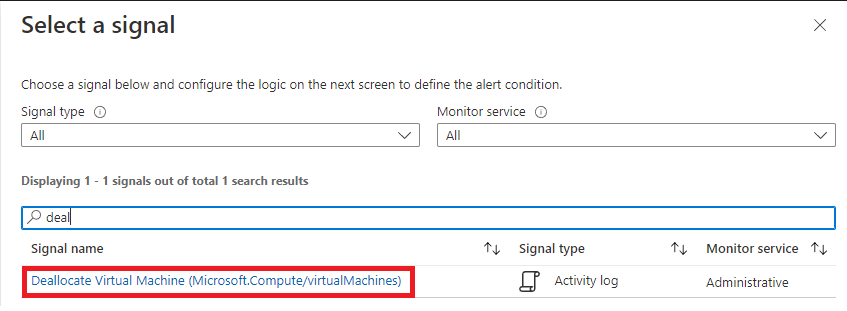 Select a signal
Choose a signal below and configure the logic on the next screen to define the alert condition.
Signal type Monitor service
All All
Displaying 1 - 1 signals out of total 1 search results
deal
Signal name Signal type Monitor service
Deallocate Virtual Machine (Microsoft.Compute/virtualMachines) Activity log Administrative